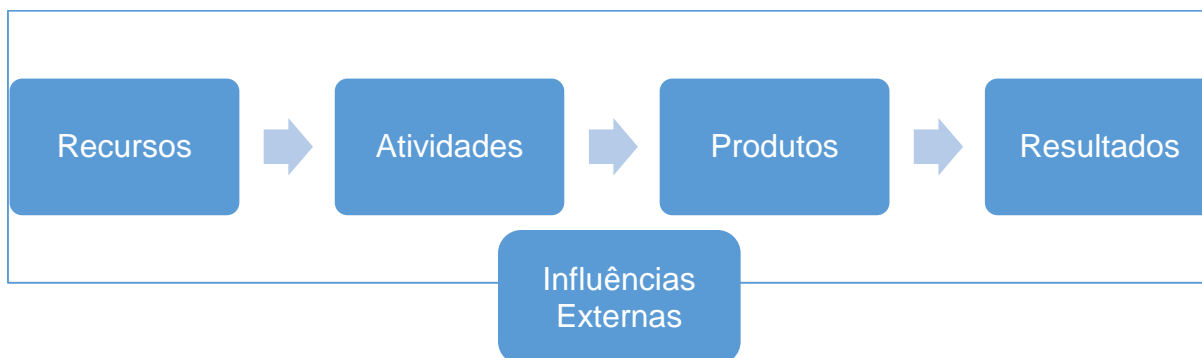 Recursos
Atividades
Produtos
Resultados
Influências
Externas